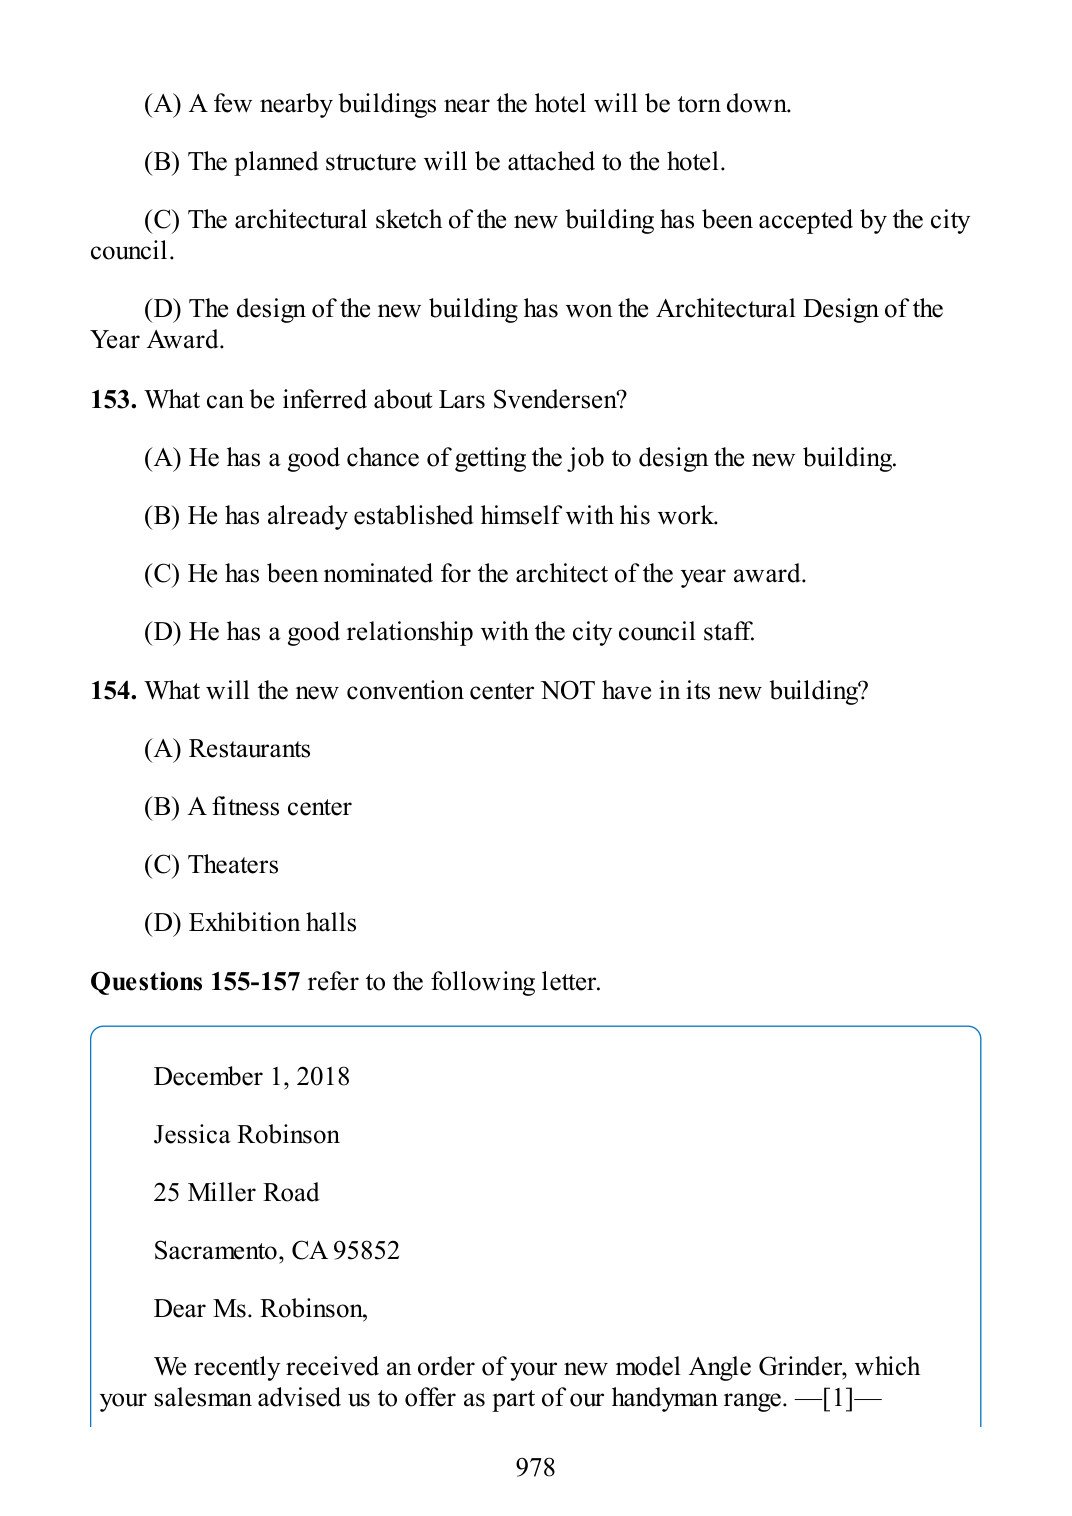 (A) A few nearby buildings near the hotel will be torn down.
(B) The planned structure will be attached to the hotel.
(C) The architectural sketch of the new building has been accepted by the city
council.
(D) The design of the new building has won the Architectural Design of the
Year Award.
153. What can be inferred about Lars Svendersen?
(A) He has a good chance of getting the job to design the new building.
(B) He has already established himself with his work.
(C) He has been nominated for the architect of the year award.
(D) He has a good relationship with the city council staff.
154. What will the new convention center NOT have in its new building?
(A) Restaurants
(B) A fitness center
(C) Theaters
(D) Exhibition halls
Questions 155-157 refer to the following letter.
December 1, 2018
Jessica Robinson
25 Miller Road
Sacramento, CA 95852
Dear Ms. Robinson,
We recently received an order of your new model Angle Grinder, which
your salesman advised us to offer as part of our handyman range. —[1]—
978